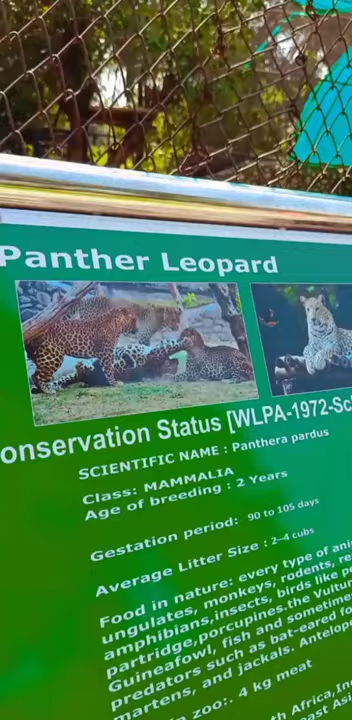 Panther Leopard
onservation Status [WLPA-1972-Sc
SCIENTIFIC NAME : Panthera pardus
Class: MAMMALIA
Age of breeding : 2 Years
Gestation period: 90 to 105 days
Average Litter Size : 2-4 cubs
Food in nature: every type of ani
ungulates, monkeys, rodents, re
amphibians,insects, birds like p
partridge,porcupines.the Vultur
Guineafowl, fish and sometime
predators such as bat-eared fo
martens, and jackals. Antelop
a zoo:. 4 kg meat
th Africa,In
ast Asi